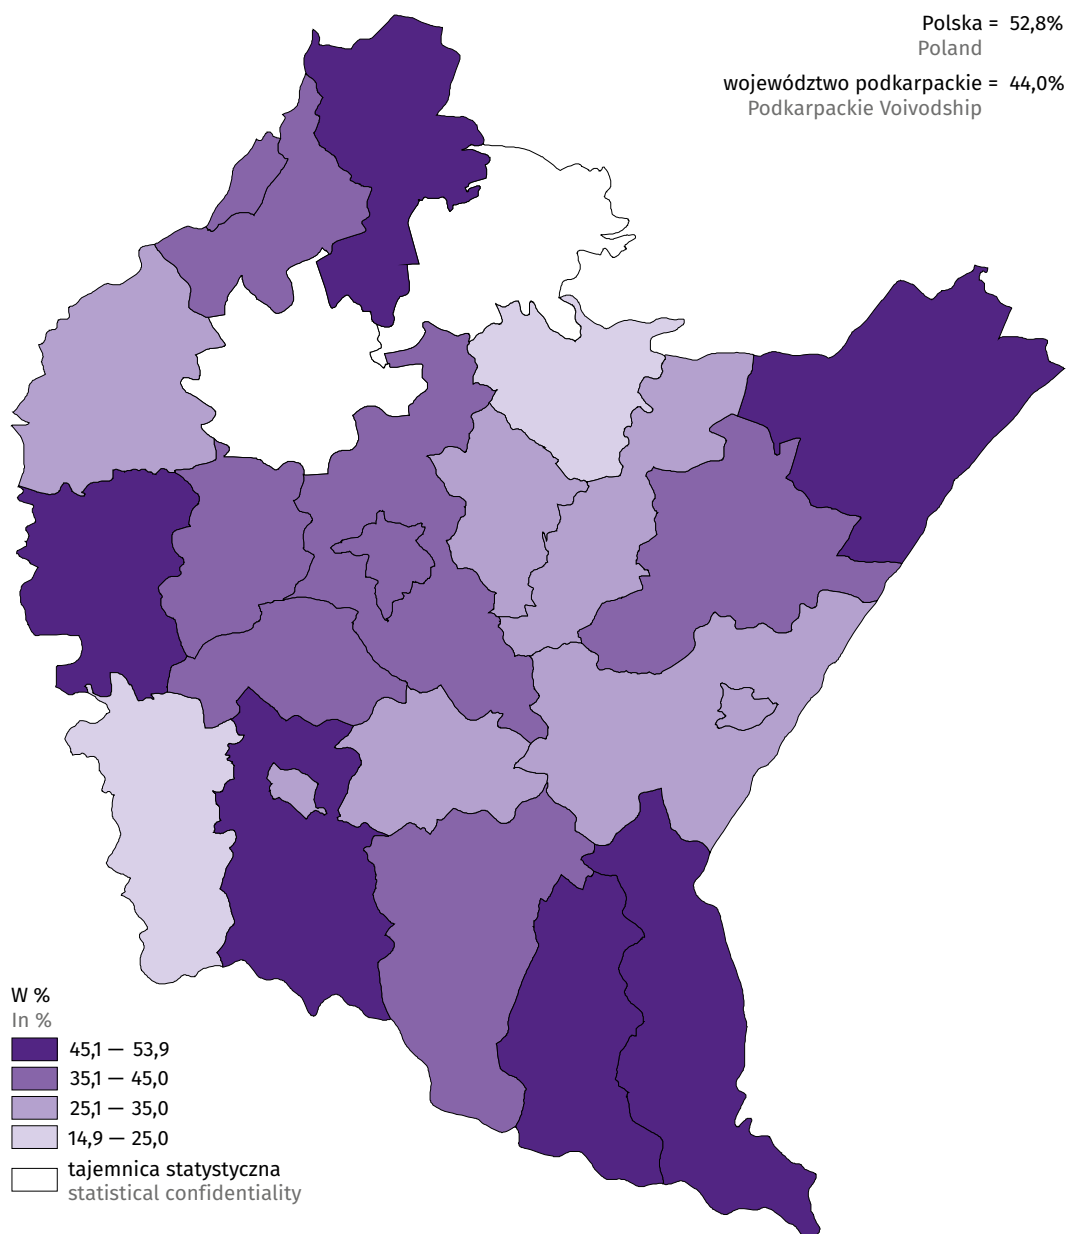 Polska = 52,8%
Poland
województwo podkarpackie = 44,0%
Podkarpackie Voivodship
W %
In %
45,1 — 53,9
35,1 — 45,0
25,1 — 35,0
14,9 — 25,0
tajemnica statystyczna
statistical confidentiality